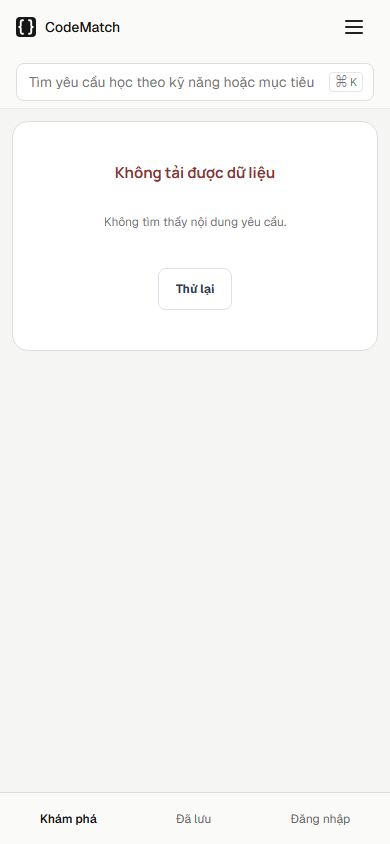 {} CodeMatch
Tìm yêu cầu học theo kỹ năng hoặc mục tiêu ⌘ K
Không tải được dữ liệu
Không tìm thấy nội dung yêu cầu.
Thử lại
Khám phá Đã lưu Đăng nhập